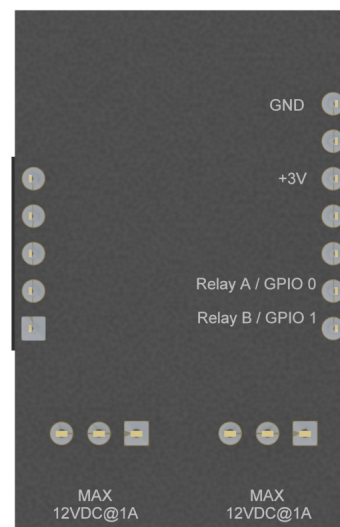 GND
+3V
Relay A / GPIO 0
Relay B / GPIO 1
MAX
12VDC@1A
MAX
12VDC@1A